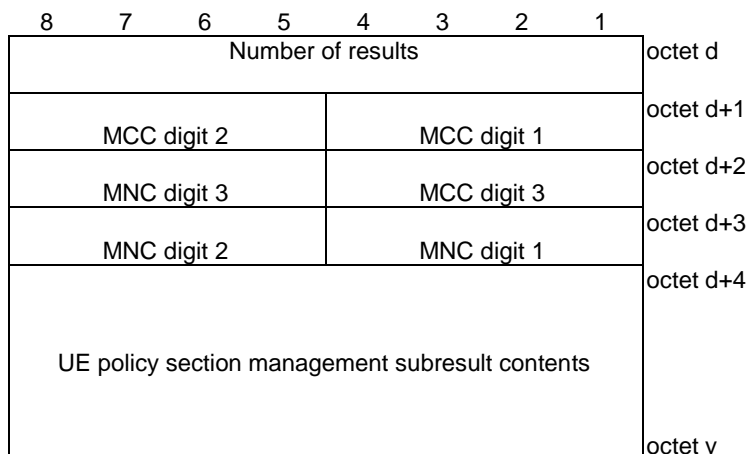 8 7 6 5 4 3 2 1
Number of results octet d
octet d+1
MCC digit 2 MCC digit 1
octet d+2
MNC digit 3 MCC digit 3
octet d+3
MNC digit 2 MNC digit 1
octet d+4
UE policy section management subresult contents
octet y